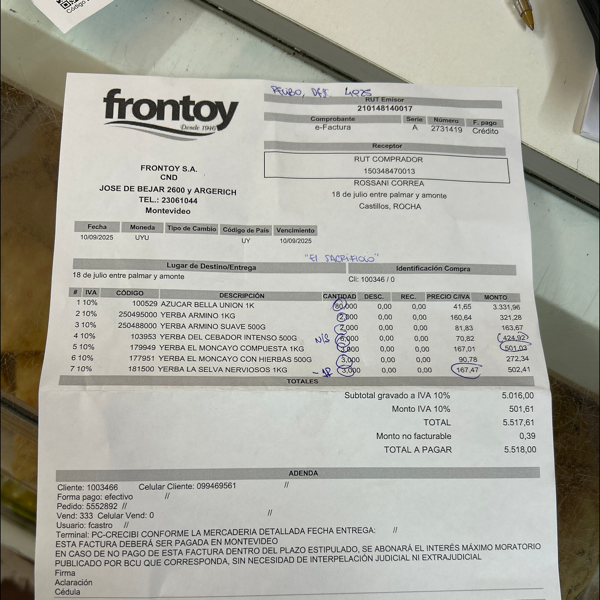 frontoy
Desde 1946
RUT Emisor
210148140017
Comprobante Serie Número F. pago
e-Factura A 2731419 Crédito
Receptor
RUT COMPRADOR
150348470013
ROSSANI CORREA
18 de julio entre palmar y amonte
Castillos, ROCHA
FRONTOY S.A.
CND
JOSE DE BEJAR 2600 y ARGERICH
TEL.: 23061044
Montevideo
Fecha Moneda Tipo de Cambio Código de Pais Vencimiento
10/09/2025 UYU UY 10/09/2025
"El SACRIFICIO"
Lugar de Destino/Entrega Identificación Compra
18 de julio entre palmar y amonte Cli: 100346 / 0
# IVA CÓDIGO DESCRIPCIÓN CANTIDAD DESC. REC. PRECIO C/IVA MONTO
1 10% 100529 AZUCAR BELLA UNION 1K 80,000 0,00 0,00 41,65 3.331,96
2 10% 250495000 YERBA ARMINO 1KG 2,000 0,00 0,00 160,64 321,28
3 10% 250488000 YERBA ARMINO SUAVE 500G 2,000 0,00 0,00 81,83 163,67
4 10% 103953 YERBA DEL CEBADOR INTENSO 500G N/S 6,000 0,00 0,00 70,82 424,92
5 10% 179949 YERBA EL MONCAYO COMPUESTA 1KG 3,000 0,00 0,00 167,01 501,03
6 10% 177951 YERBA EL MONCAYO CON HIERBAS 500G 3,000 0,00 0,00 90,78 272,34
7 10% 181500 YERBA LA SELVA NERVIOSOS 1KG 3,000 0,00 0,00 167,47 502,41
TOTALES
Subtotal gravado a IVA 10% 5.016,00
Monto IVA 10% 501,61
TOTAL 5.517,61
Monto no facturable 0,39
TOTAL A PAGAR 5.518,00
ADENDA
Cliente: 1003466 Celular Cliente: 099469561 //
Forma pago: efectivo //
Pedido: 5552892 //
Vend: 333 Celular Vend: 0 //
Usuario: fcastro //
Terminal: PC-CRECIBI CONFORME LA MERCADERIA DETALLADA FECHA ENTREGA: //
ESTA FACTURA DEBERÁ SER PAGADA EN MONTEVIDEO
EN CASO DE NO PAGO DE ESTA FACTURA DENTRO DEL PLAZO ESTIPULADO, SE ABONARÁ EL INTERÉS MÁXIMO MORATORIO
PUBLICADO POR BCU QUE CORRESPONDA, SIN NECESIDAD DE INTERPELACIÓN JUDICIAL NI EXTRAJUDICIAL
Firma
Aclaración
Cédula